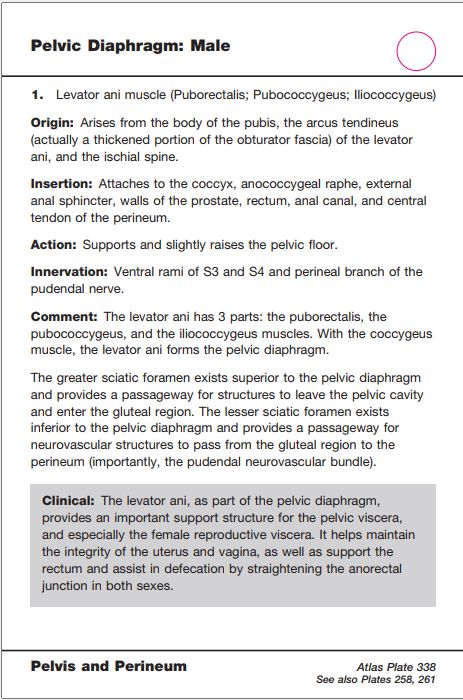 Pelvic Diaphragm: Male
1. Levator ani muscle (Puborectalis; Pubococcygeus; Iliococcygeus)
Origin: Arises from the body of the pubis, the arcus tendineus
(actually a thickened portion of the obturator fascia) of the levator
ani, and the ischial spine.
Insertion: Attaches to the coccyx, anococcygeal raphe, external
anal sphincter, walls of the prostate, rectum, anal canal, and central
tendon of the perineum.
Action: Supports and slightly raises the pelvic floor.
Innervation: Ventral rami of S3 and S4 and perineal branch of the
pudendal nerve.
Comment: The levator ani has 3 parts: the puborectalis, the
pubococcygeus, and the iliococcygeus muscles. With the coccygeus
muscle, the levator ani forms the pelvic diaphragm.
The greater sciatic foramen exists superior to the pelvic diaphragm
and provides a passageway for structures to leave the pelvic cavity
and enter the gluteal region. The lesser sciatic foramen exists
inferior to the pelvic diaphragm and provides a passageway for
neurovascular structures to pass from the gluteal region to the
perineum (importantly, the pudendal neurovascular bundle).
Clinical: The levator ani, as part of the pelvic diaphragm,
provides an important support structure for the pelvic viscera,
and especially the female reproductive viscera. It helps maintain
the integrity of the uterus and vagina, as well as support the
rectum and assist in defecation by straightening the anorectal
junction in both sexes.
Pelvis and Perineum
Atlas Plate 338
See also Plates 258, 261